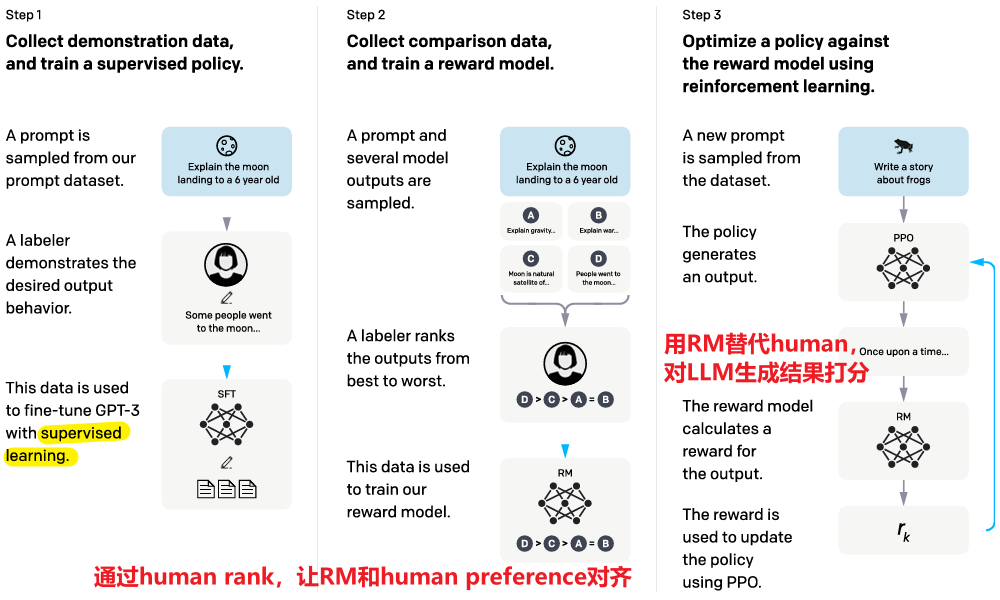 Step 1
Collect demonstration data,
and train a supervised policy.
A prompt is
sampled from our
prompt dataset.
Explain the moon
landing to a 6 year old
A labeler
demonstrates the
desired output
behavior.
Some people went
to the moon...
This data is used
to fine-tune GPT-3
with supervised
learning.
SFT
Step 2
Collect comparison data,
and train a reward model.
A prompt and
several model
outputs are
sampled.
Explain the moon
landing to a 6 year old
A
Explain gravity...
B
Explain war...
C
Moon is natural
satellite of...
D
People went to
the moon...
A labeler ranks
the outputs from
best to worst.
D > C > A = B
This data is used
to train our
reward model.
RM
D > C > A = B
通过human rank，让RM和human preference对齐
Step 3
Optimize a policy against
the reward model using
reinforcement learning.
A new prompt
is sampled from
the dataset.
Write a story
about frogs
The policy
generates
an output.
PPO
用RM替代human，
对LLM生成结果打分
Once upon a time...
The reward model
calculates a
reward for
the output.
RM
The reward is
used to update
the policy
using PPO.
rk